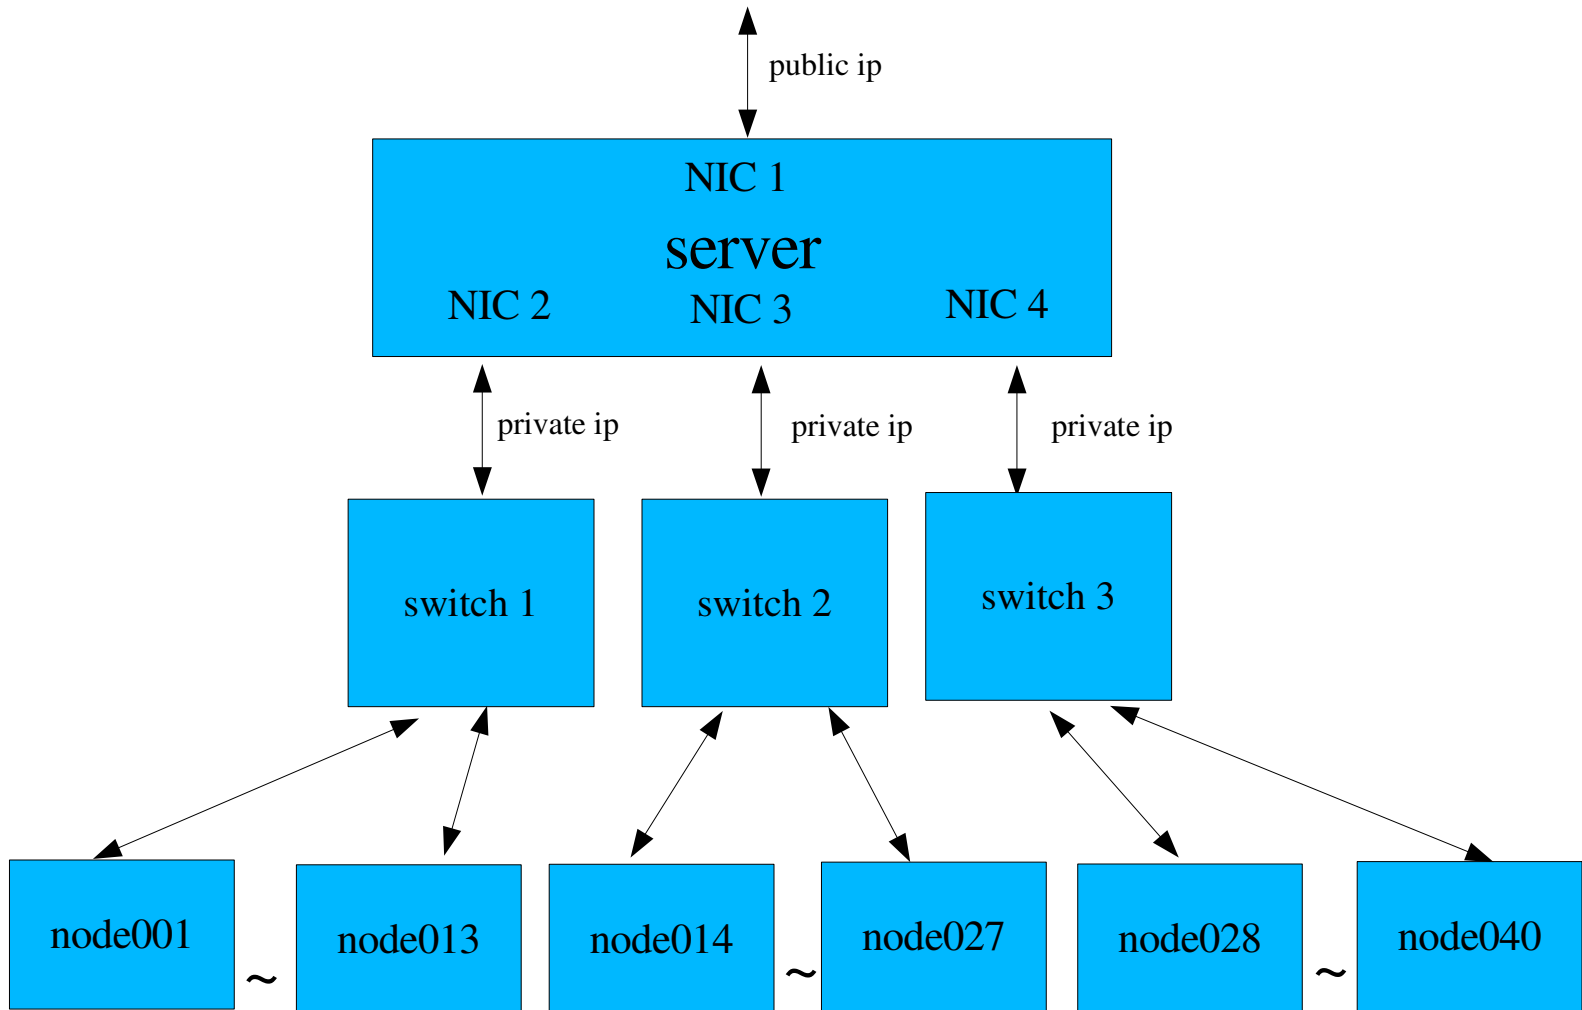 public ip
NIC 1
server
NIC 2
NIC 3
NIC 4
private ip
private ip
private ip
switch 1
switch 2
switch 3
node001
~
node013
node014
~
node027
node028
~
node040